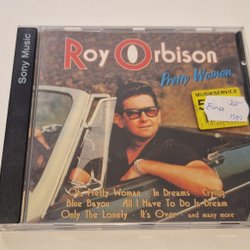 Sony Music
Roy Orbison
Pretty Woman
MUSIKSERVICE
Oh, Pretty Woman - In Dreams - Crying
Blue Bayou - All I Have To Do Is Dream
Only The Lonely - It's Over - and many more